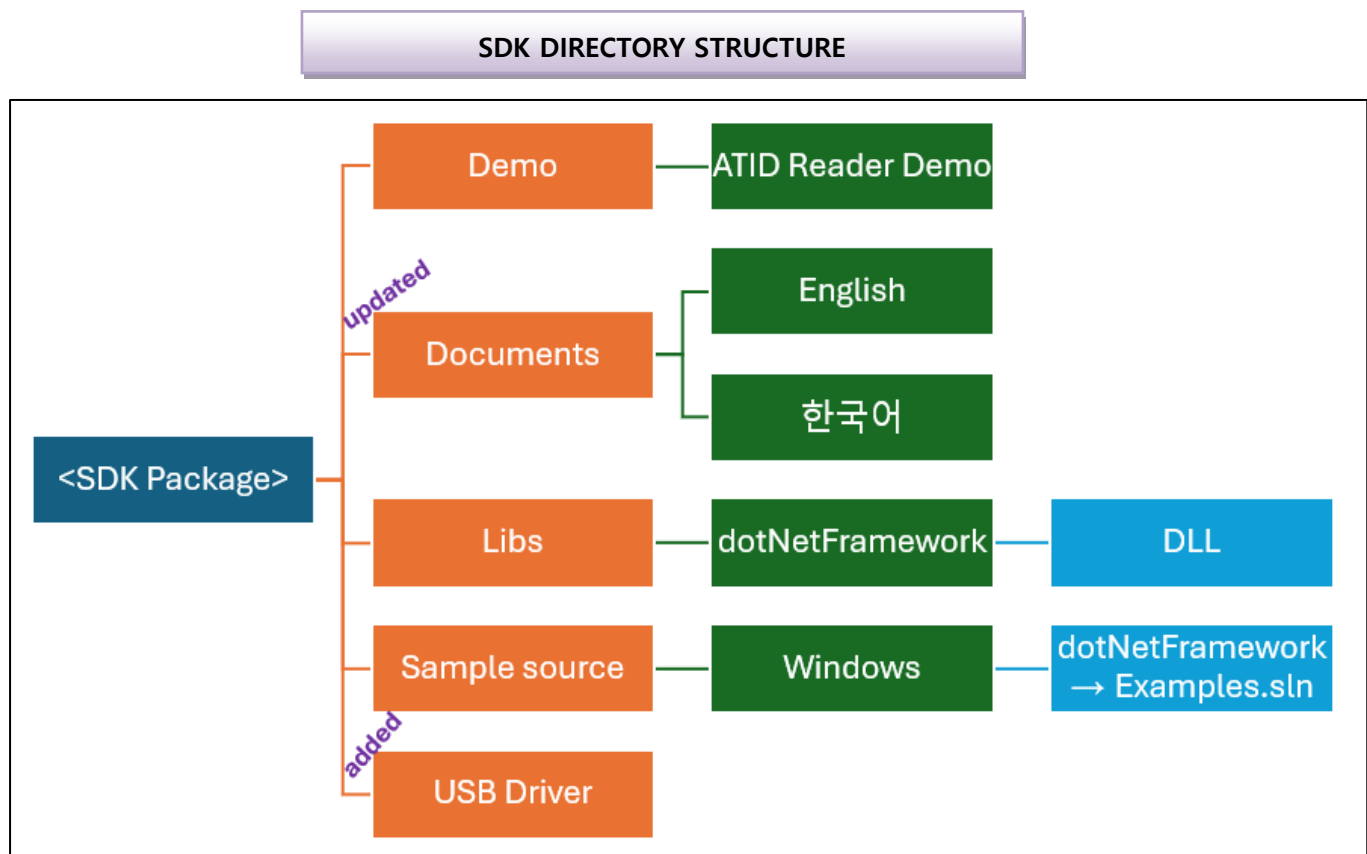 SDK DIRECTORY STRUCTURE
Demo
ATID Reader Demo
updated
Documents
English
한국어
<SDK Package>
Libs
dotNetFramework
DLL
Sample source
Windows
dotNetFramework
→ Examples.sln
added
USB Driver